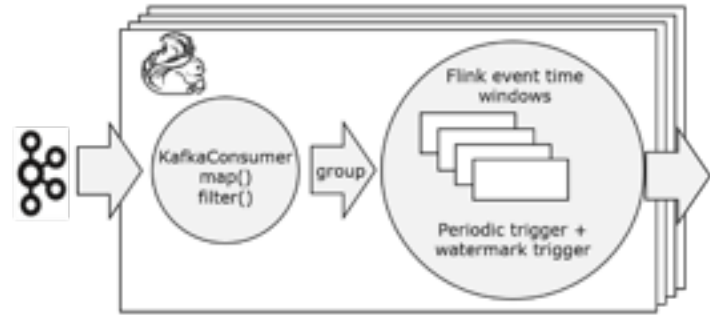 KafkaConsumer
map()
filter()
group
Flink event time
windows
Periodic trigger +
watermark trigger